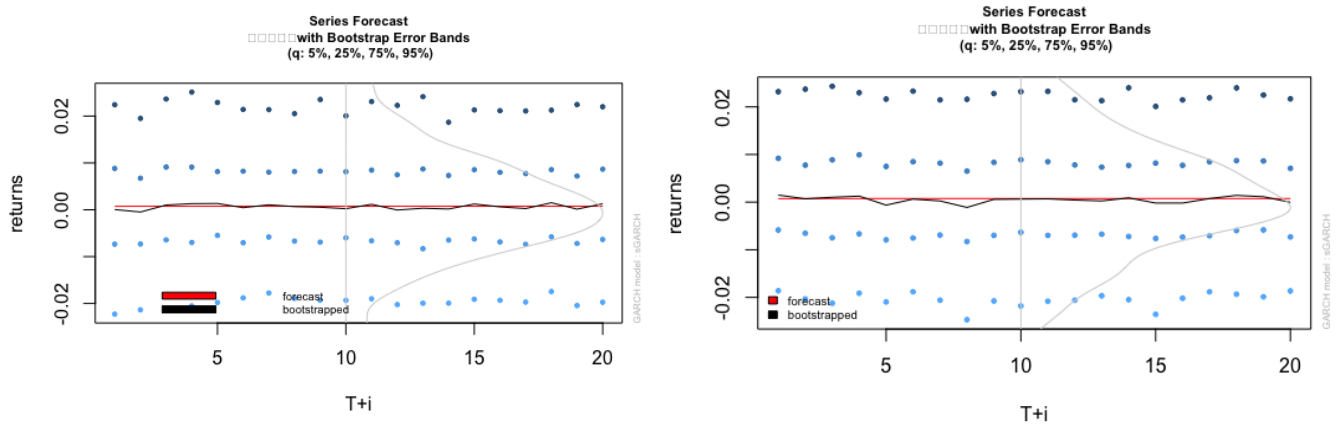 Series Forecast
□□□□□with Bootstrap Error Bands
(q: 5%, 25%, 75%, 95%)
returns
0.02
0.00
-0.02
forecast
bootstrapped
5
10
15
20
T+i
GARCH model : sGARCH
Series Forecast
□□□□□with Bootstrap Error Bands
(q: 5%, 25%, 75%, 95%)
returns
0.02
0.00
-0.02
forecast
bootstrapped
5
10
15
20
T+i
GARCH model : sGARCH